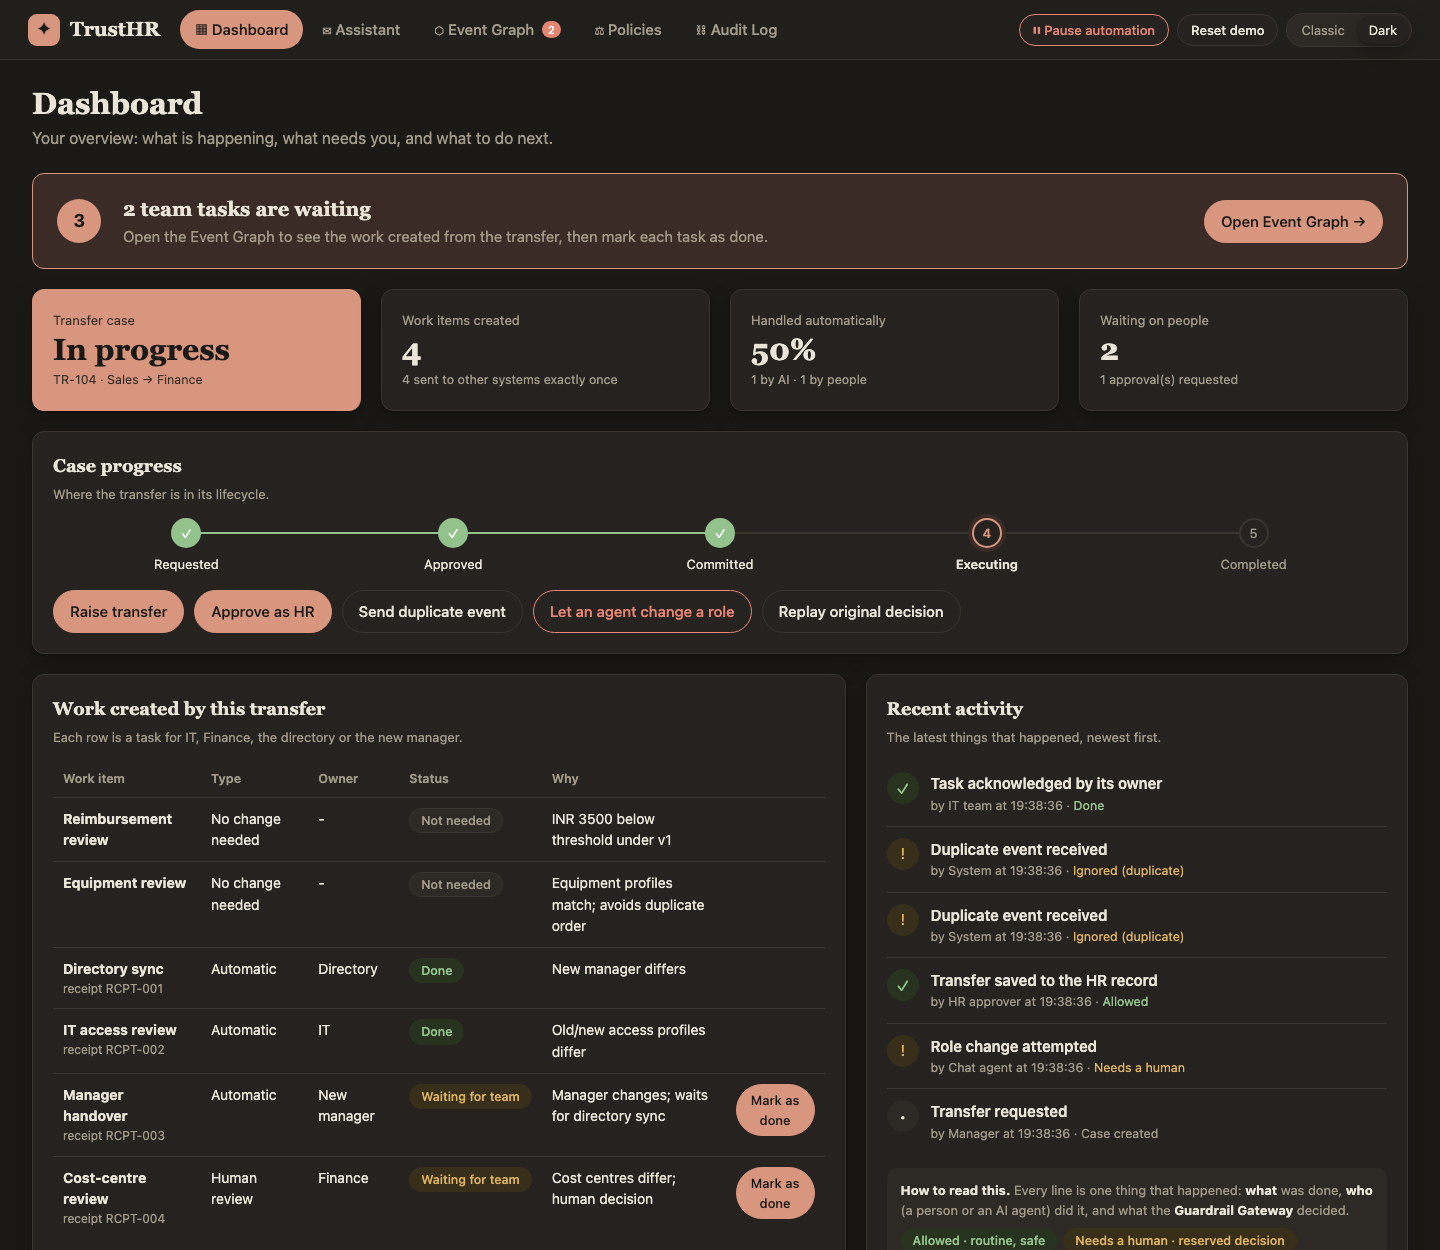 TrustHR
Dashboard
Assistant
Event Graph 2
Policies
Audit Log
Pause automation
Reset demo
Classic
Dark
Dashboard
Your overview: what is happening, what needs you, and what to do next.
3
2 team tasks are waiting
Open the Event Graph to see the work created from the transfer, then mark each task as done.
Open Event Graph →
Transfer case
In progress
TR-104 · Sales → Finance
Work items created
4
4 sent to other systems exactly once
Handled automatically
50%
1 by AI · 1 by people
Waiting on people
2
1 approval(s) requested
Case progress
Where the transfer is in its lifecycle.
✓ ✓ ✓ 4 5
Requested Approved Committed Executing Completed
Raise transfer
Approve as HR
Send duplicate event
Let an agent change a role
Replay original decision
Work created by this transfer
Each row is a task for IT, Finance, the directory or the new manager.
Work item Type Owner Status Why
Reimbursement No change - Not needed INR 3500 below
review needed threshold under v1
Equipment review No change - Not needed Equipment profiles
needed match; avoids duplicate
order
Directory sync Automatic Directory Done New manager differs
receipt RCPT-001
IT access review Automatic IT Done Old/new access profiles
receipt RCPT-002 differ
Manager Automatic New Waiting for team Manager changes; waits Mark as
handover manager for directory sync done
receipt RCPT-003
Cost-centre Human Finance Waiting for team Cost centres differ; Mark as
review review human decision done
receipt RCPT-004
Recent activity
The latest things that happened, newest first.
✓ Task acknowledged by its owner
by IT team at 19:38:36 · Done
! Duplicate event received
by System at 19:38:36 · Ignored (duplicate)
! Duplicate event received
by System at 19:38:36 · Ignored (duplicate)
✓ Transfer saved to the HR record
by HR approver at 19:38:36 · Allowed
! Role change attempted
by Chat agent at 19:38:36 · Needs a human
• Transfer requested
by Manager at 19:38:36 · Case created
How to read this. Every line is one thing that happened: what was done, who
(a person or an AI agent) did it, and what the Guardrail Gateway decided.
Allowed · routine, safe
Needs a human · reserved decision